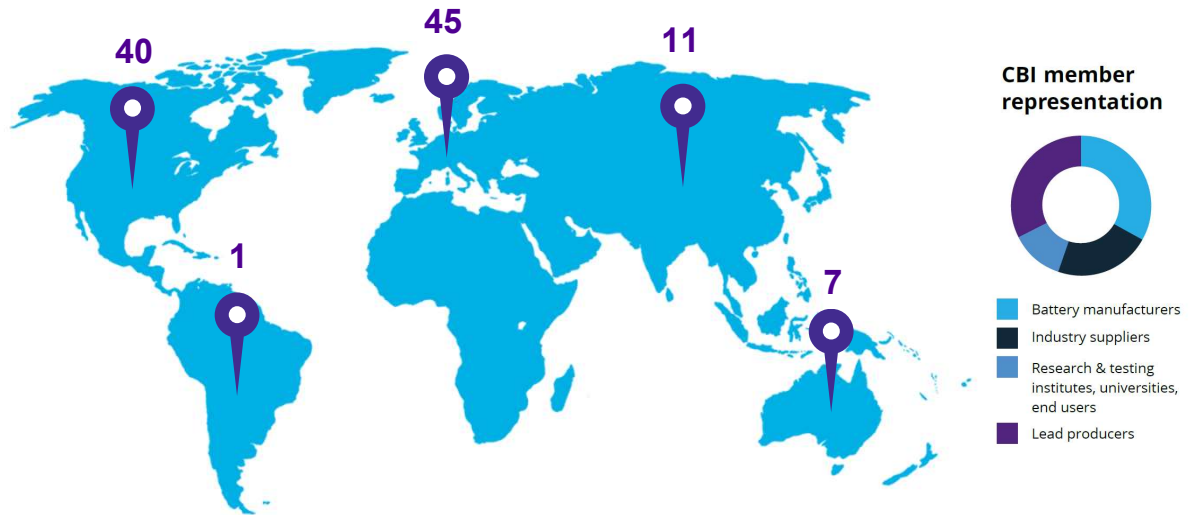 40
45
11
1
7
CBI member
representation
Battery manufacturers
Industry suppliers
Research & testing
institutes, universities,
end users
Lead producers